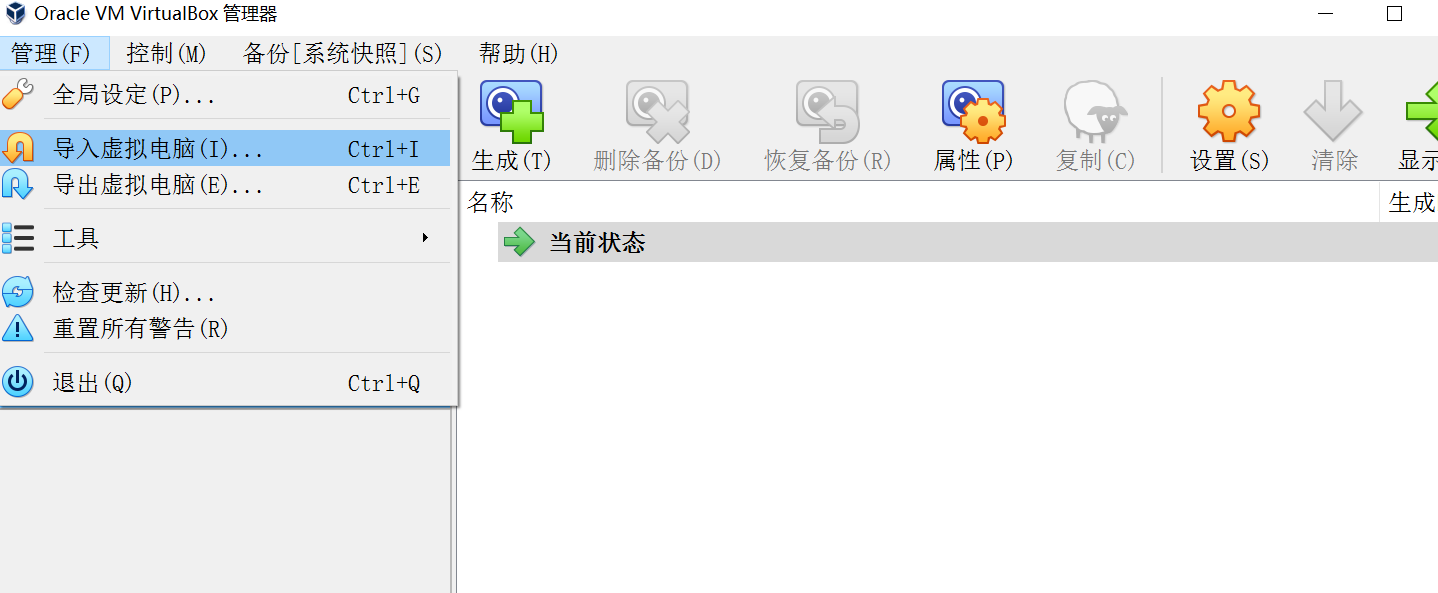 Oracle VM VirtualBox 管理器
管理(F) 控制(M) 备份[系统快照](S) 帮助(H)
全局设定(P)... Ctrl+G
导入虚拟电脑(I)... Ctrl+I
导出虚拟电脑(E)... Ctrl+E
工具
检查更新(H)...
重置所有警告(R)
退出(Q) Ctrl+Q
生成(T) 删除备份(D) 恢复备份(R) 属性(P) 复制(C) 设置(S) 清除 显示
名称 生成
当前状态